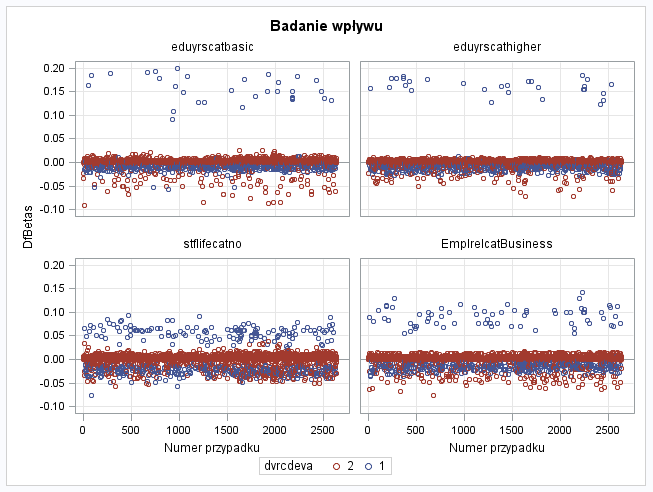 Badanie wpływu
eduyrscatbasic
eduyrscathigher
0.20
0.15
0.10
0.05
0.00
-0.05
-0.10
stflifecatno
EmplrelcatBusiness
0.20
0.15
0.10
0.05
0.00
-0.05
-0.10
DfBetas
0 500 1000 1500 2000 2500
0 500 1000 1500 2000 2500
Numer przypadku
Numer przypadku
dvrcdeva 2 1